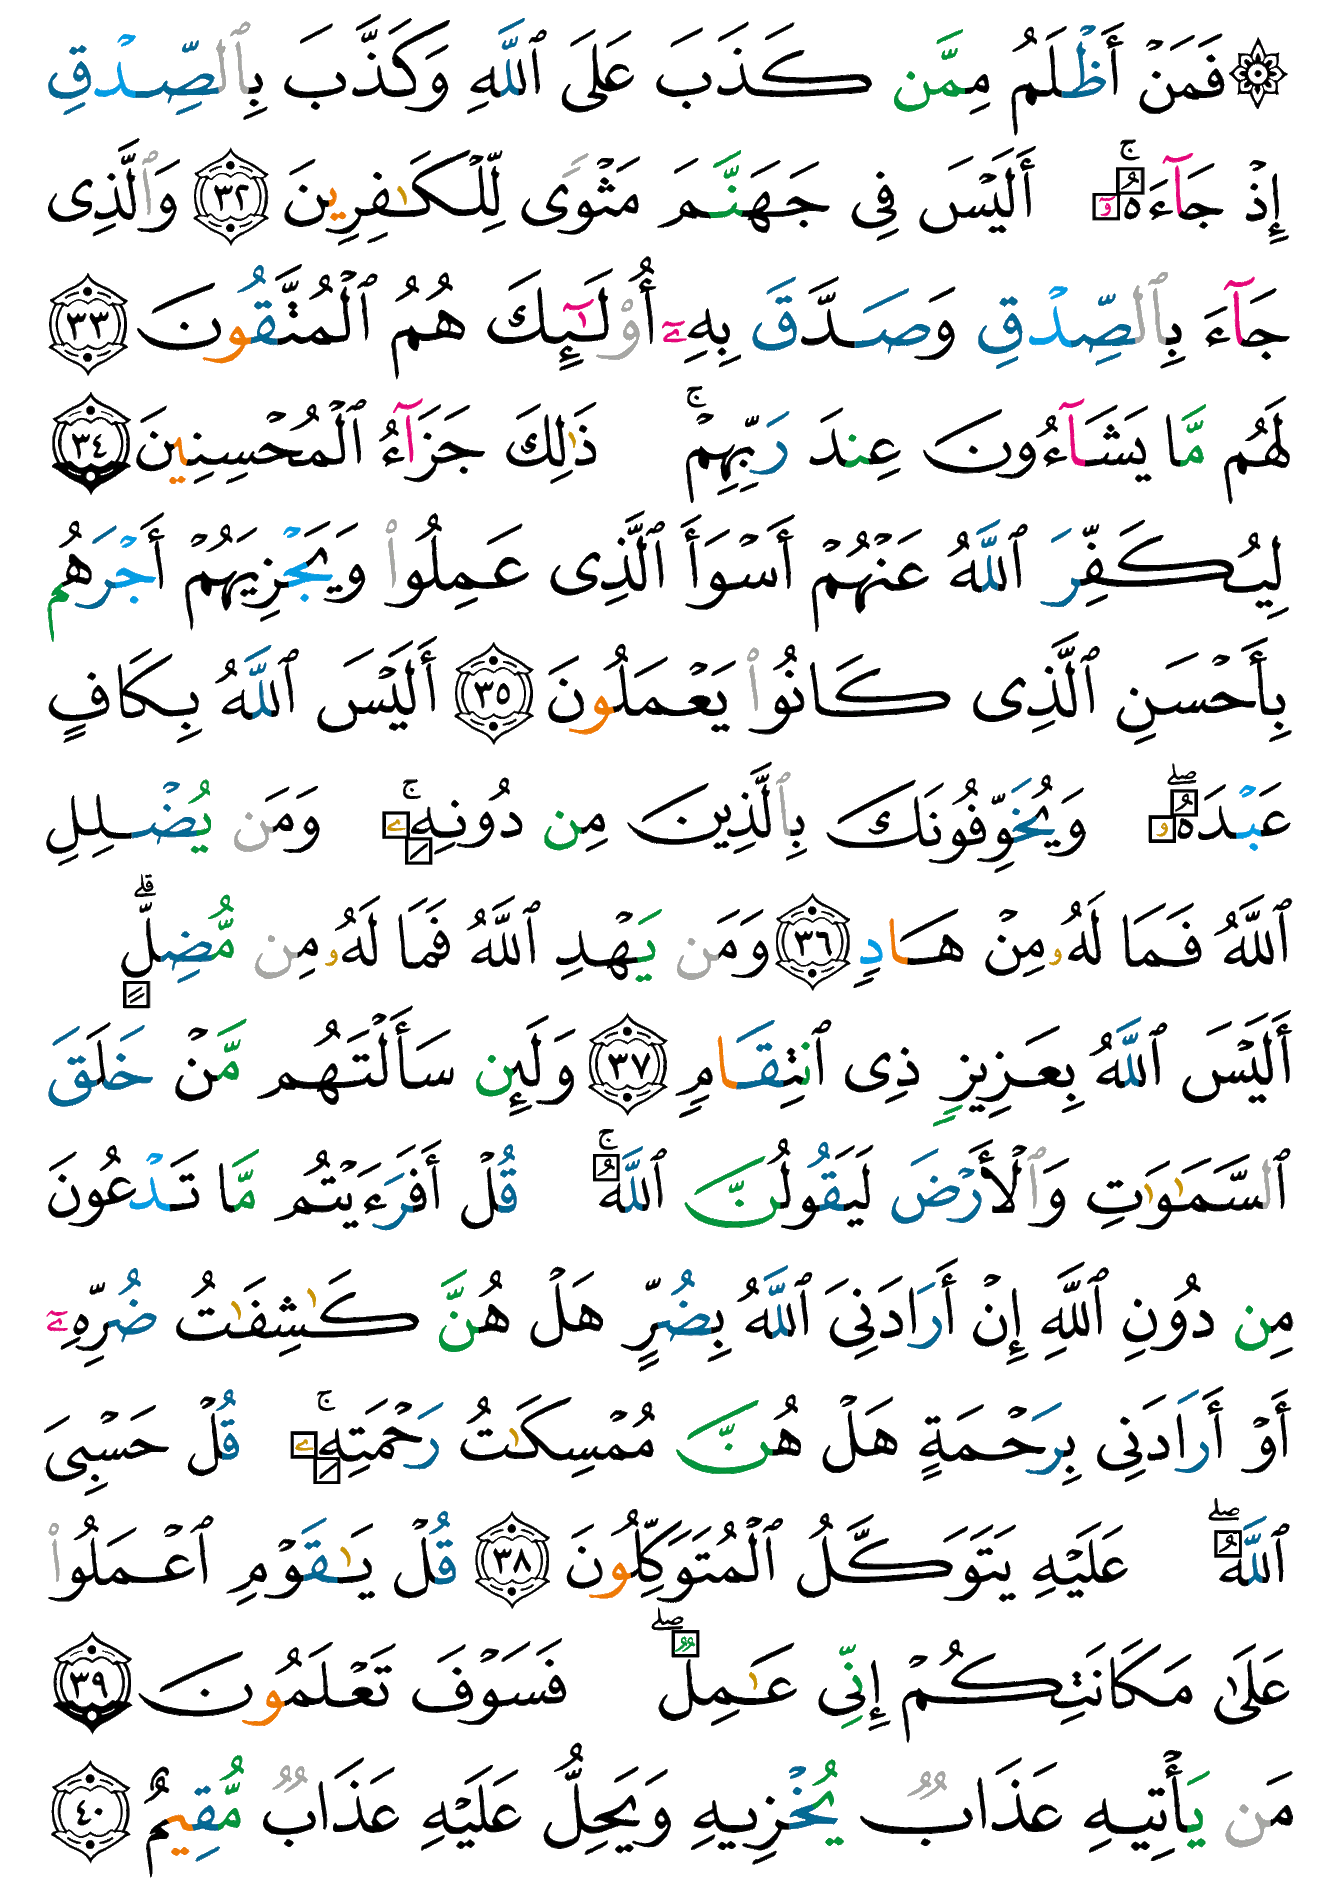 ۞ فَمَنْ أَظْلَمُ مِمَّن كَذَبَ عَلَى ٱللَّهِ وَكَذَّبَ بِٱلصِّدْقِ
إِذْ جَآءَهُۥٓ ۚ أَلَيْسَ فِى جَهَنَّمَ مَثْوًى لِّلْكَـٰفِرِينَ ٣٢ وَٱلَّذِى
جَآءَ بِٱلصِّدْقِ وَصَدَّقَ بِهِۦٓ أُو۟لَـٰٓئِكَ هُمُ ٱلْمُتَّقُونَ ٣٣
لَهُم مَّا يَشَآءُونَ عِندَ رَبِّهِمْ ۚ ذَٰلِكَ جَزَآءُ ٱلْمُحْسِنِينَ ٣٤
لِيُكَفِّرَ ٱللَّهُ عَنْهُمْ أَسْوَأَ ٱلَّذِى عَمِلُوا۟ وَيَجْزِيَهُمْ أَجْرَهُم
بِأَحْسَنِ ٱلَّذِى كَانُوا۟ يَعْمَلُونَ ٣٥ أَلَيْسَ ٱللَّهُ بِكَافٍ
عَبْدَهُۥ ۖ وَيُخَوِّفُونَكَ بِٱلَّذِينَ مِن دُونِهِۦ ۚ وَمَن يُضْلِلِ
ٱللَّهُ فَمَا لَهُۥ مِنْ هَادٍ ٣٦ وَمَن يَهْدِ ٱللَّهُ فَمَا لَهُۥ مِن مُّضِلٍّ ۗ
أَلَيْسَ ٱللَّهُ بِعَزِيزٍ ذِى ٱنتِقَامٍ ٣٧ وَلَئِن سَأَلْتَهُم مَّنْ خَلَقَ
ٱلسَّمَـٰوَٰتِ وَٱلْأَرْضَ لَيَقُولُنَّ ٱللَّهُ ۚ قُلْ أَفَرَءَيْتُم مَّا تَدْعُونَ
مِن دُونِ ٱللَّهِ إِنْ أَرَادَنِىَ ٱللَّهُ بِضُرٍّ هَلْ هُنَّ كَـٰشِفَـٰتُ ضُرِّهِۦٓ
أَوْ أَرَادَنِى بِرَحْمَةٍ هَلْ هُنَّ مُمْسِكَـٰتُ رَحْمَتِهِۦ ۚ قُلْ حَسْبِىَ
ٱللَّهُ ۖ عَلَيْهِ يَتَوَكَّلُ ٱلْمُتَوَكِّلُونَ ٣٨ قُلْ يَـٰقَوْمِ ٱعْمَلُوا۟
عَلَىٰ مَكَانَتِكُمْ إِنِّى عَـٰمِلٌ ۖ فَسَوْفَ تَعْلَمُونَ ٣٩
مَن يَأْتِيهِ عَذَابٌ يُخْزِيهِ وَيَحِلُّ عَلَيْهِ عَذَابٌ مُّقِيمٌ ٤٠